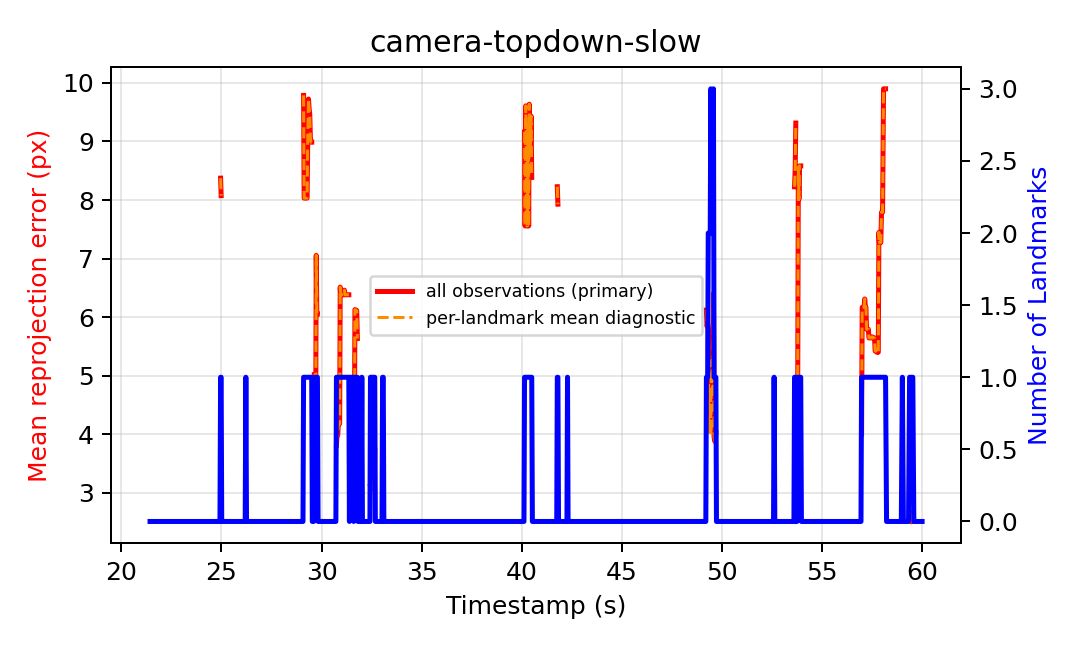 camera-topdown-slow
Mean reprojection error (px)
10
9
8
7
6
5
4
3
all observations (primary)
per-landmark mean diagnostic
3.0
2.5
2.0
1.5
1.0
0.5
0.0
Number of Landmarks
20 25 30 35 40 45 50 55 60
Timestamp (s)